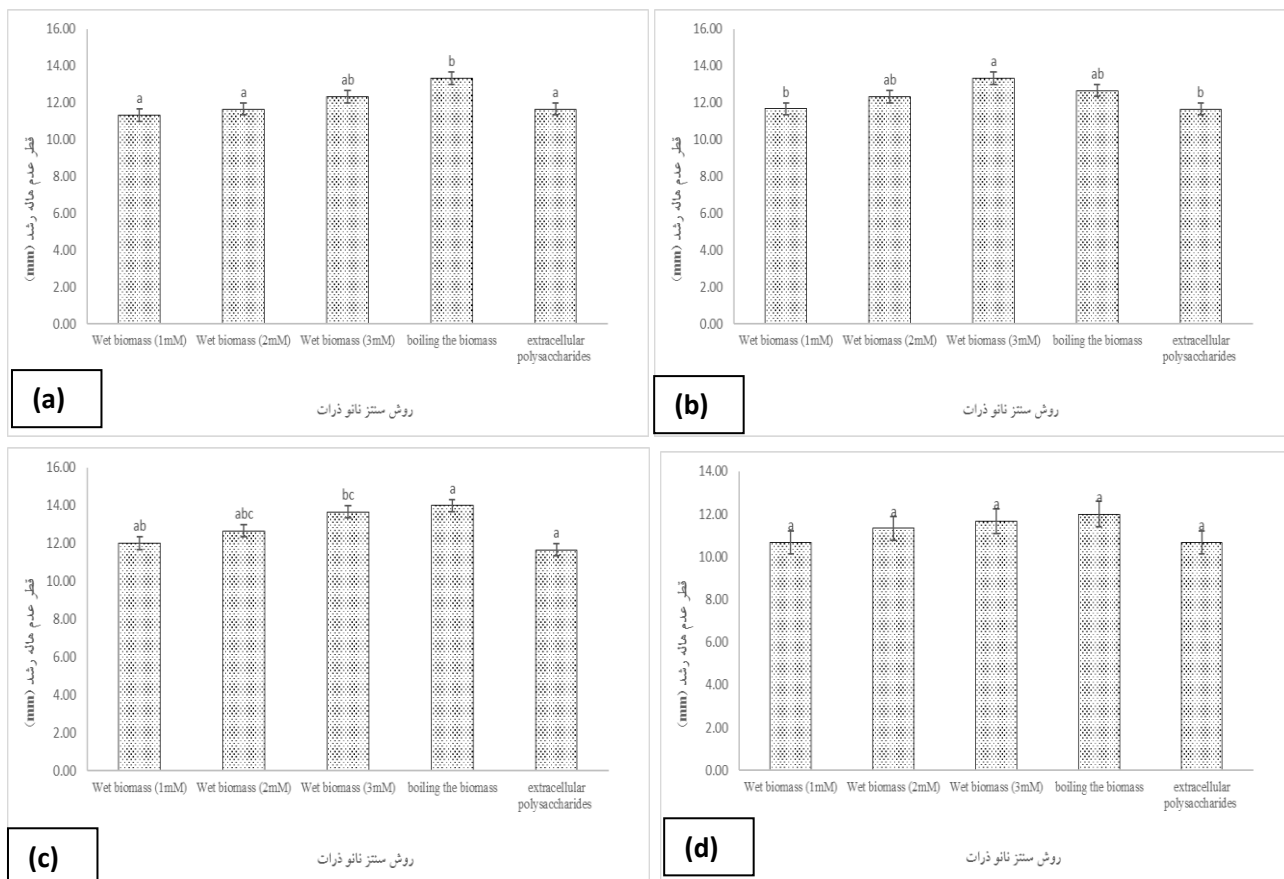 16.00
14.00
12.00
10.00
8.00
6.00
4.00
2.00
0.00
قطر عدم هاله رشد (mm)
a
a
ab
b
a
Wet biomass (1mM)
Wet biomass (2mM)
Wet biomass (3mM)
boiling the biomass
extracellular
polysaccharides
روش سنتز نانو ذرات
(a)
16.00
14.00
12.00
10.00
8.00
6.00
4.00
2.00
0.00
قطر عدم هاله رشد (mm)
b
ab
a
ab
b
Wet biomass (1mM)
Wet biomass (2mM)
Wet biomass (3mM)
boiling the biomass
extracellular
polysaccharides
روش سنتز نانو ذرات
(b)
16.00
14.00
12.00
10.00
8.00
6.00
4.00
2.00
0.00
قطر عدم هاله رشد (mm)
ab
abc
bc
a
a
Wet biomass (1mM)
Wet biomass (2mM)
Wet biomass (3mM)
boiling the biomass
extracellular
polysaccharides
روش سنتز نانو ذرات
(c)
14.00
12.00
10.00
8.00
6.00
4.00
2.00
0.00
قطر عدم هاله رشد (mm)
a
a
a
a
a
Wet biomass (1mM)
Wet biomass (2mM)
Wet biomass (3mM)
boiling the biomass
extracellular
polysaccharides
روش سنتز نانو ذرات
(d)